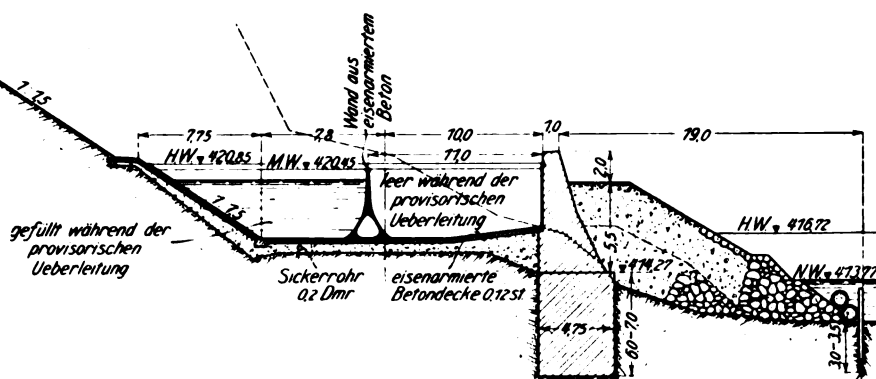 1:1,5
Wand aus
eisenarmiertem
Beton
7,75
2,8
10,0
1,0
19,0
11,0
H.W. 420,85
M.W. 420,45
2,0
leer während der
provisorischen
Ueberleitung
1:1,5
gefüllt während der
provisorischen
Ueberleitung
H.W. 416,72
5,5
414,27
N.W. 413,77
Sickerrohr
0,2 Dmr
eisenarmierte
Betondecke 0,12 st.
4,75
6,0-7,0
3,0-3,5